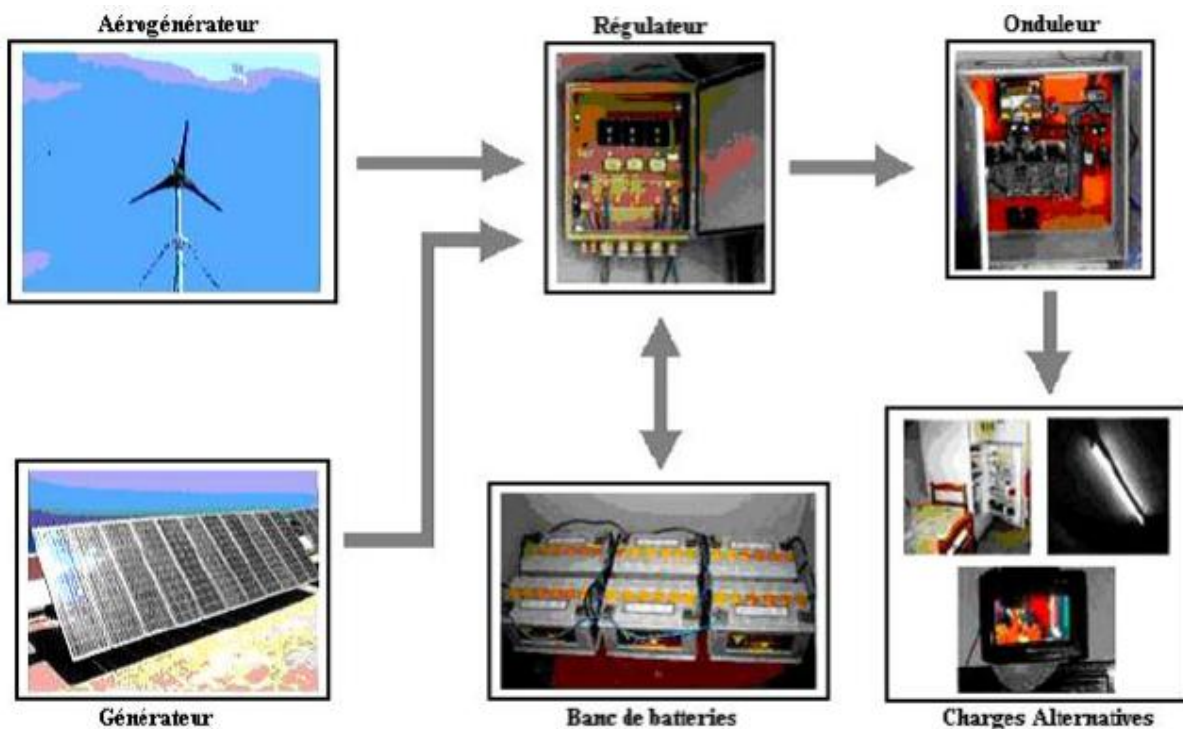 Aérogénérateur
Régulateur
Onduleur
Générateur
Banc de batteries
Charges Alternatives